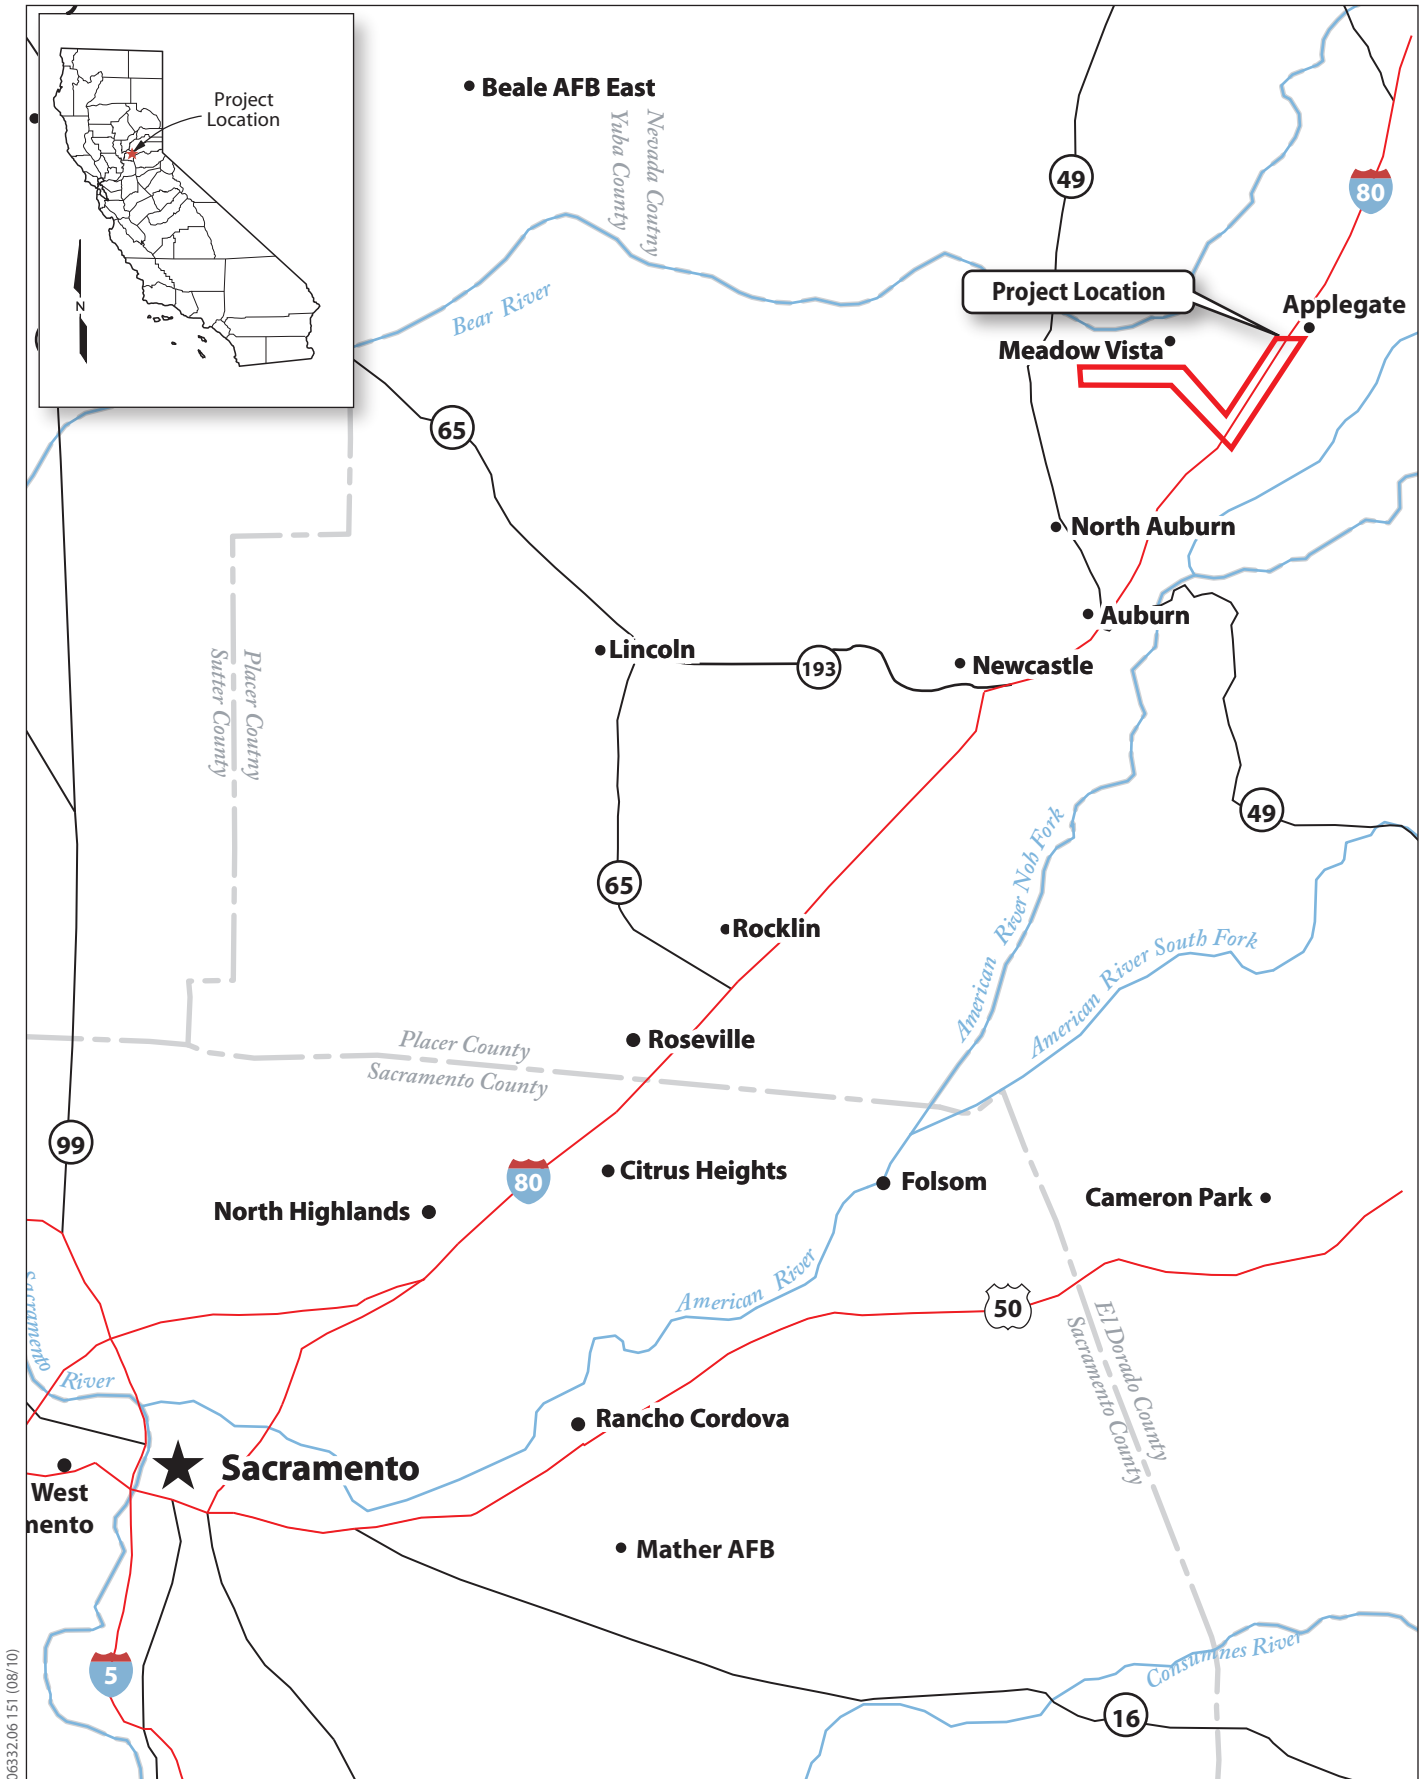 Project
Location
N
Beale AFB East
Nevada Coutny
Yuba County
49
80
Bear River
Project Location
Applegate
Meadow Vista
65
North Auburn
Auburn
Lincoln
193
Newcastle
Placer Coutny
Sutter County
49
65
American River Noh Fork
Rocklin
American River South Fork
Roseville
Placer County
Sacramento County
99
80
Citrus Heights
Folsom
North Highlands
Cameron Park
Sacramento
River
American River
50
El Dorado County
Sacramento County
Rancho Cordova
Sacramento
West
mento
Mather AFB
Consumnes River
5
16
06332.06 151 (08/10)